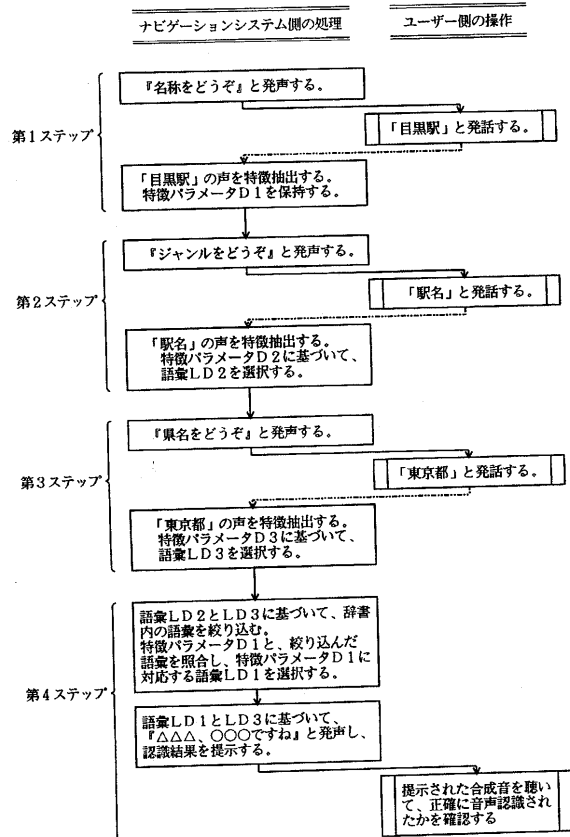 ナビゲーションシステム側の処理
ユーザー側の操作
第1ステップ
『名称をどうぞ』と発声する。
「目黒駅」と発話する。
「目黒駅」の声を特徴抽出する。
特徴パラメータD1を保持する。
第2ステップ
『ジャンルをどうぞ』と発声する。
「駅名」と発話する。
「駅名」の声を特徴抽出する。
特徴パラメータD2に基づいて、
語彙LD2を選択する。
第3ステップ
『県名をどうぞ』と発声する。
「東京都」と発話する。
「東京都」の声を特徴抽出する。
特徴パラメータD3に基づいて、
語彙LD3を選択する。
第4ステップ
語彙LD2とLD3に基づいて、辞書
内の語彙を絞り込む。
特徴パラメータD1と、絞り込んだ
語彙を照合し、特徴パラメータD1に
対応する語彙LD1を選択する。
語彙LD1とLD3に基づいて、
『△△△、○○○ですね』と発声し、
認識結果を提示する。
提示された合成音を聴い
て、正確に音声認識され
たかを確認する